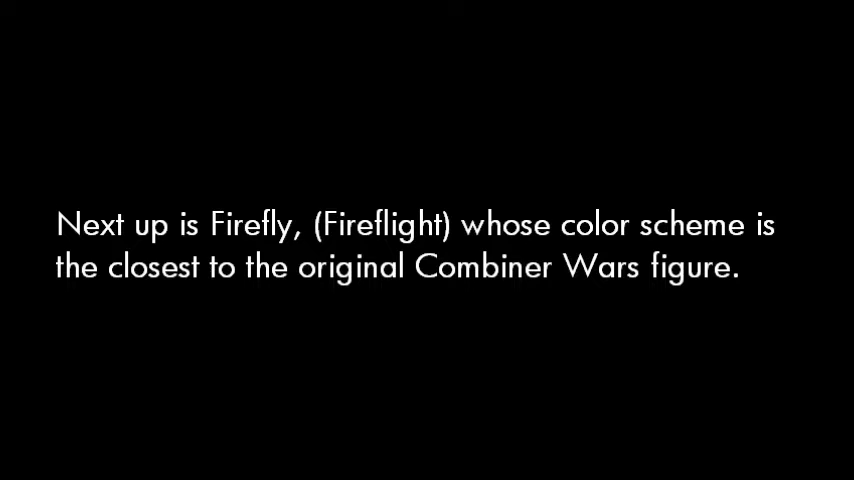 Next up is Firefly, (Fireflight) whose color scheme is
the closest to the original Combiner Wars figure.